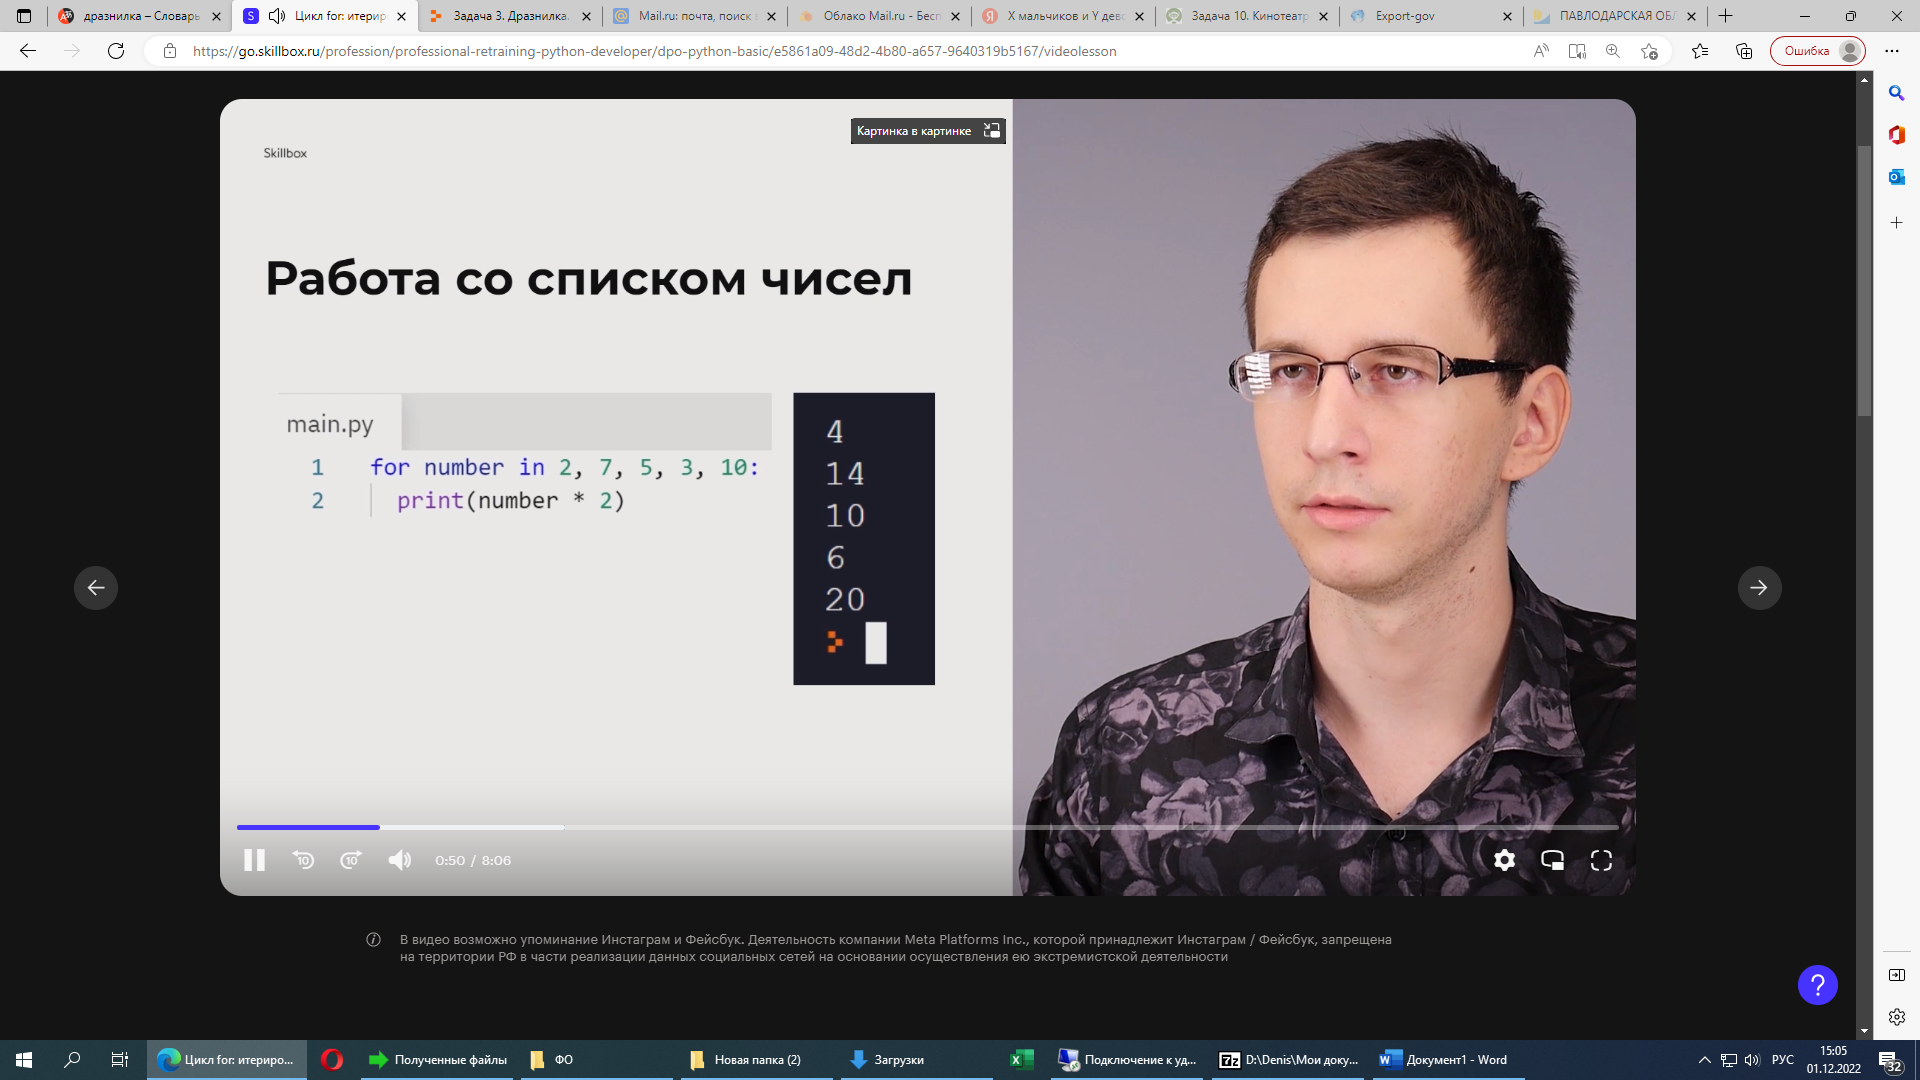 дразнилка – Словарь
Цикл for: итерир
Задача 3. Дразнилка.
Mail.ru: почта, поиск
Облако Mail.ru - Бесп
X мальчиков и Y дев
Задача 10. Кинотеатр
Export-gov
ПАВЛОДАРСКАЯ ОБЛ
https://go.skillbox.ru/profession/professional-retraining-python-developer/dpo-python-basic/e5861a09-48d2-4b80-a657-9640319b5167/videolesson
Ошибка
Картинка в картинке
Skillbox
Работа со списком чисел
main.py
1 for number in 2, 7, 5, 3, 10:
2 print(number * 2)
4
14
10
6
20
10
10
0:50 / 8:06
В видео возможно упоминание Инстаграм и Фейсбук. Деятельность компании Meta Platforms Inc., которой принадлежит Инстаграм / Фейсбук, запрещена
на территории РФ в части реализации данных социальных сетей на основании осуществления ею экстремистской деятельности
?
Цикл for: итериро...
Полученные файлы
ФО
Новая папка (2)
Загрузки
Подключение к уд...
D:\Denis\Мои доку...
Документ1 - Word
РУС
15:05
01.12.2022
32